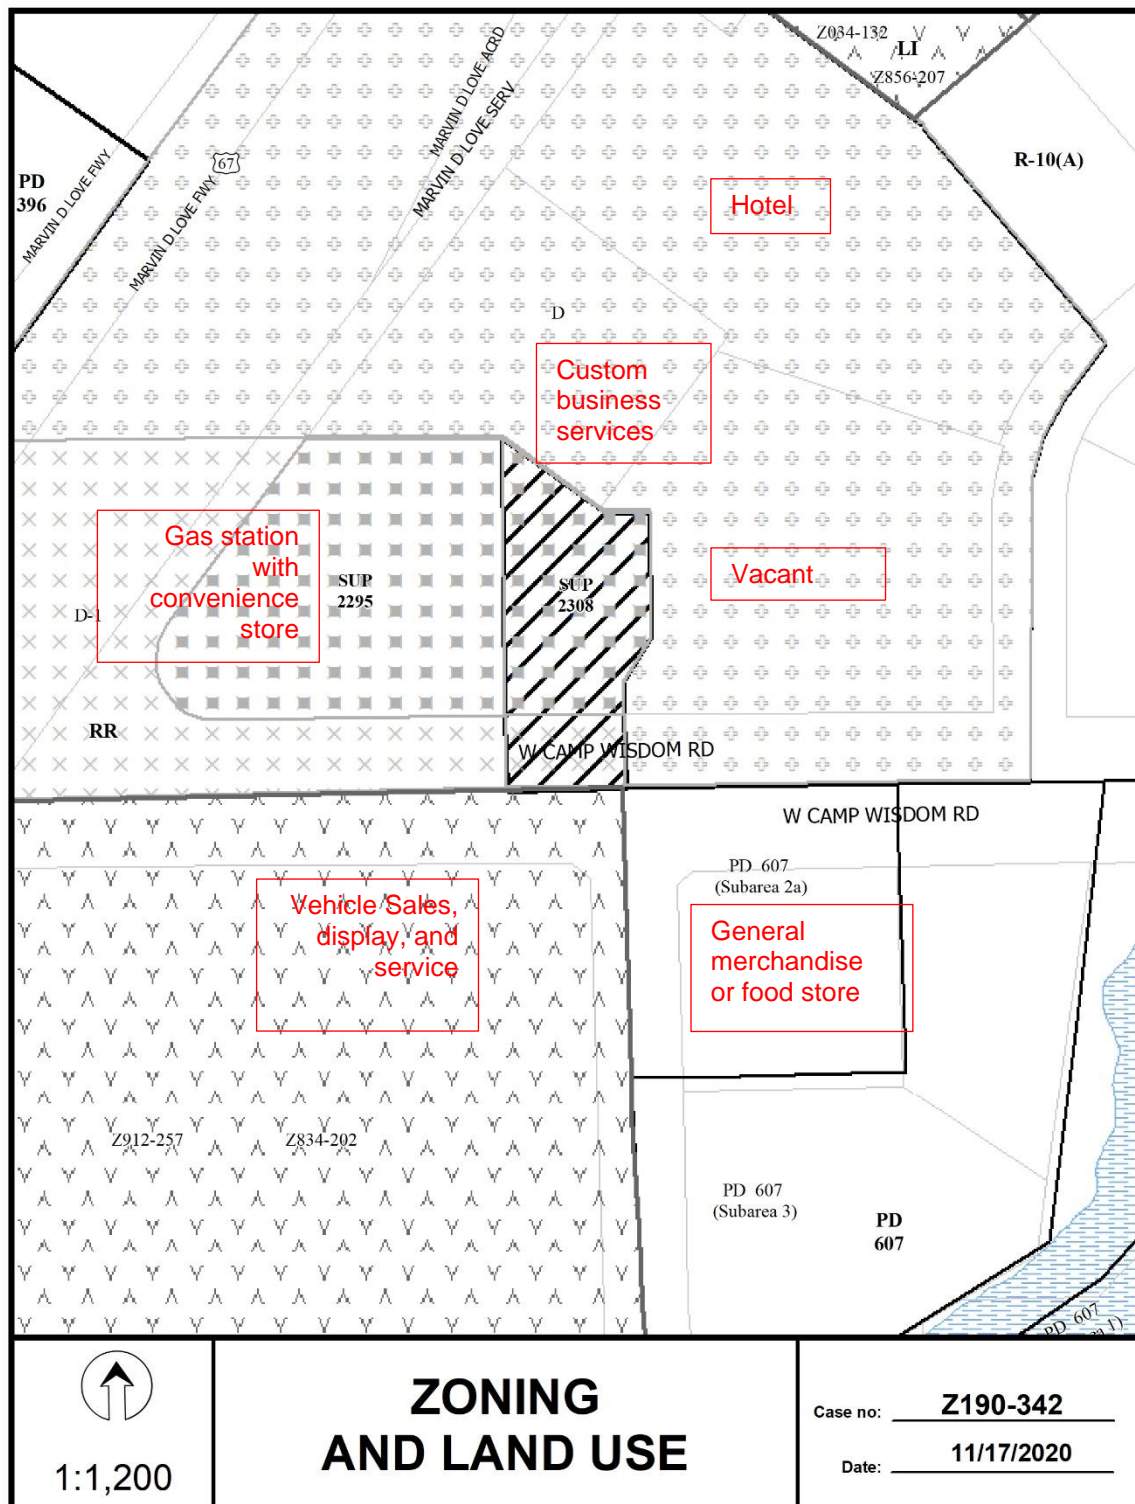 Z034-132
LI
Z856-207
R-10(A)
MARVIN D LOVE ACRD
MARVIN D LOVE SERV
67
PD
396
MARVIN D LOVE FWY
MARVIN D LOVE FWY
Hotel
D
Custom
business
services
Gas station
with
convenience
store
SUP
2295
SUP
2308
Vacant
D-1
RR
W CAMP WISDOM RD
W CAMP WISDOM RD
PD 607
(Subarea 2a)
Vehicle Sales,
display, and
service
General
merchandise
or food store
Z912-257
Z834-202
PD 607
(Subarea 3)
PD
607
PD 607
1:1,200
ZONING
AND LAND USE
Case no: Z190-342
Date: 11/17/2020